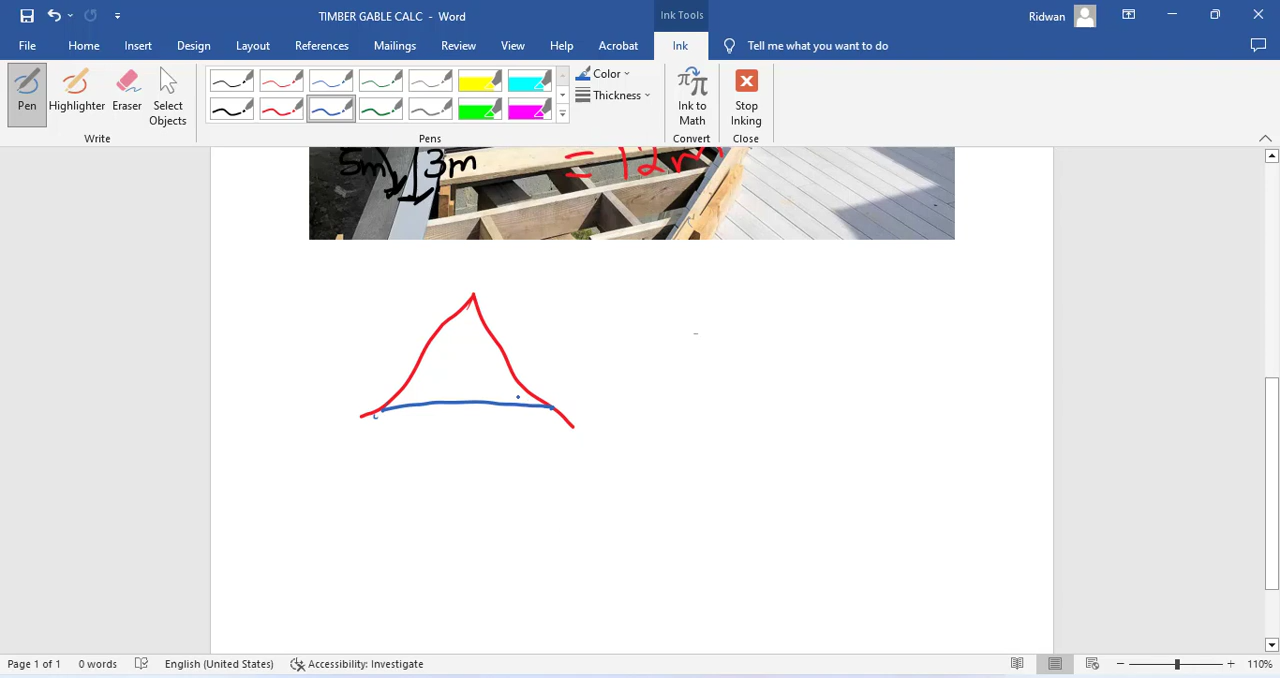 TIMBER GABLE CALC - Word
Ink Tools
Ridwan
File Home Insert Design Layout References Mailings Review View Help Acrobat Ink Tell me what you want to do
Pen
Highlighter
Eraser
Select Objects
Color
Thickness
Ink to Math
Stop Inking
Write
Pens
Convert
Close
5m 3m = 12m
Page 1 of 1 0 words English (United States) Accessibility: Investigate 110%